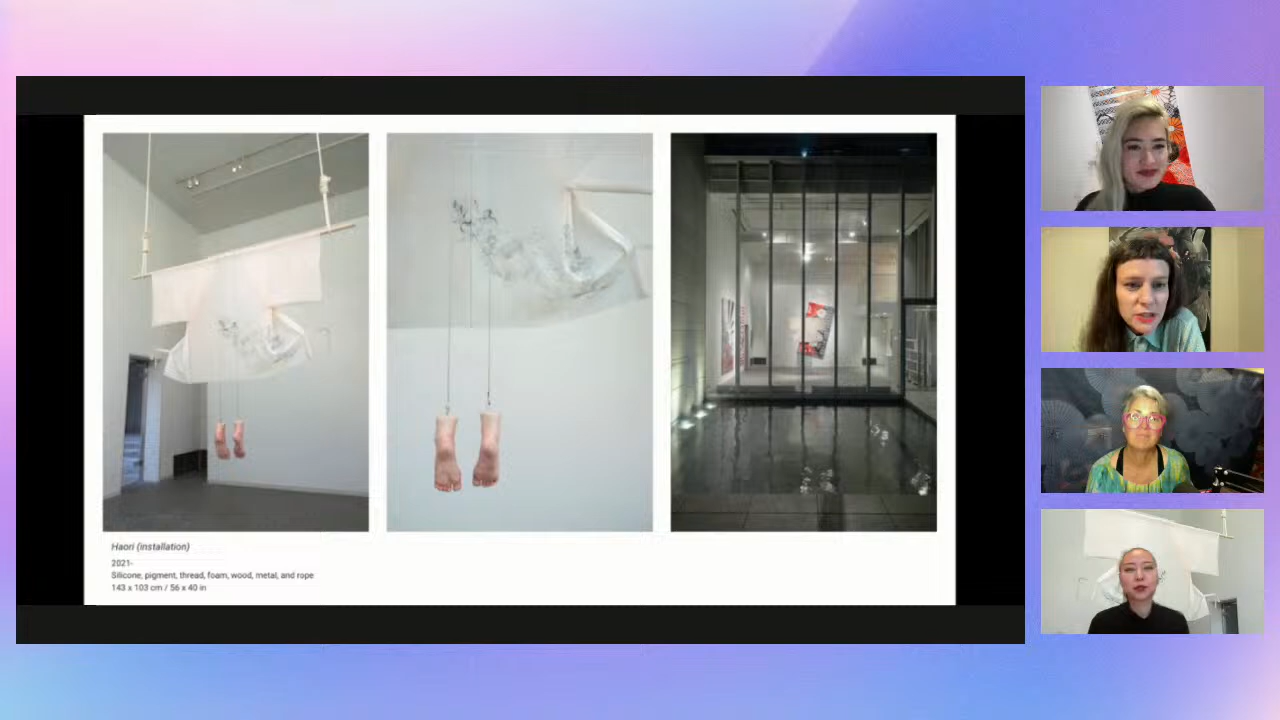 Haori (installation)
2021-
Silicone, pigment, thread, foam, wood, metal, and rope
143 x 103 cm / 56 x 40 in